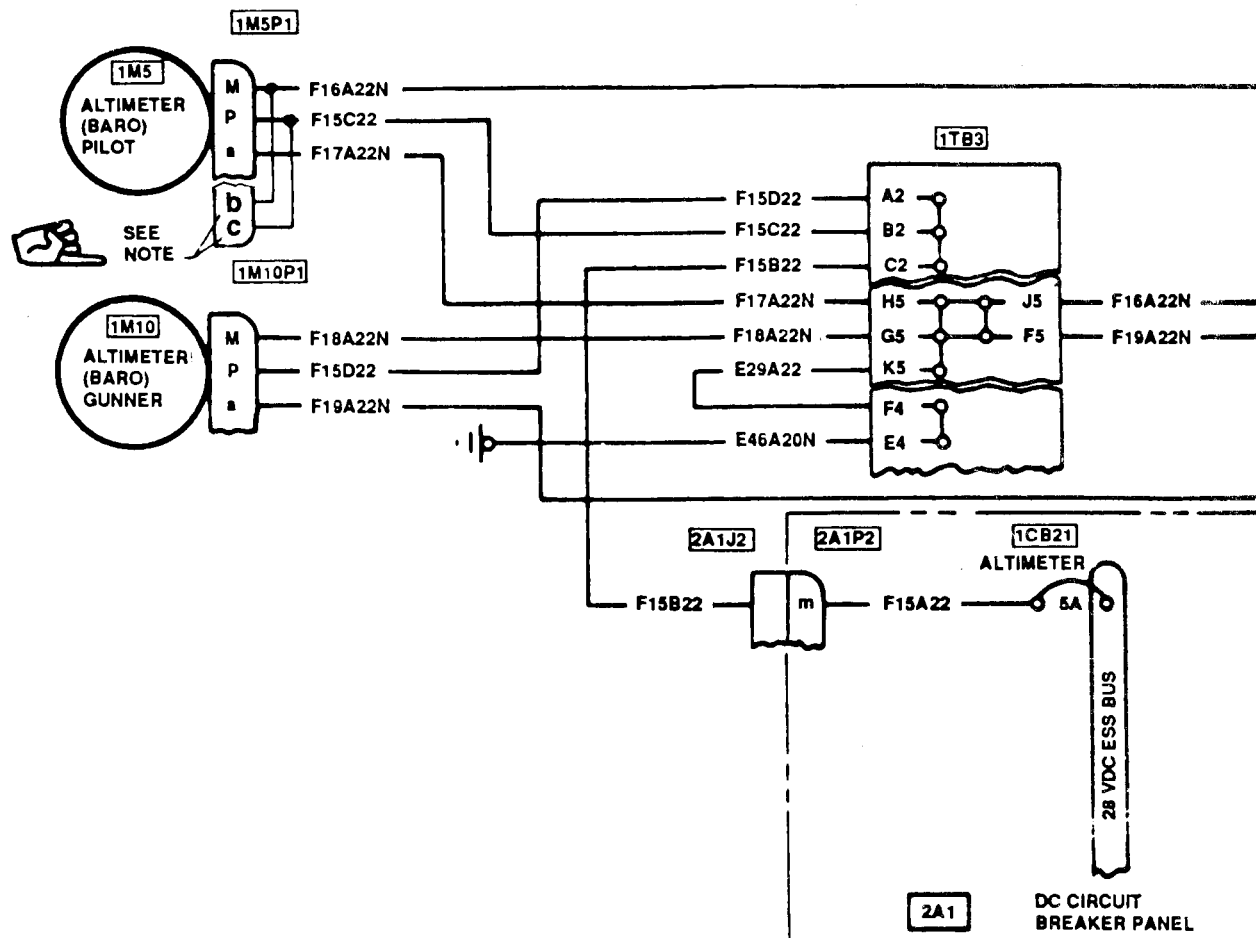 1M5P1
1M5
ALTIMETER
(BARO)
PILOT
M
P
a
b
C
F16A22N
F15C22
F17A22N
SEE
NOTE
1M10P1
1M10
ALTIMETER
(BARO)
GUNNER
M
P
a
F18A22N
F15D22
F19A22N
1TB3
F15D22 A2
F15C22 B2
F15B22 C2
F17A22N H5 J5 F16A22N
F18A22N G5 F5 F19A22N
E29A22 K5
F4
E46A20N E4
2A1J2 2A1P2 1CB21
ALTIMETER
F15B22 m F15A22 5A
28 VDC ESS BUS
2A1
DC CIRCUIT
BREAKER PANEL